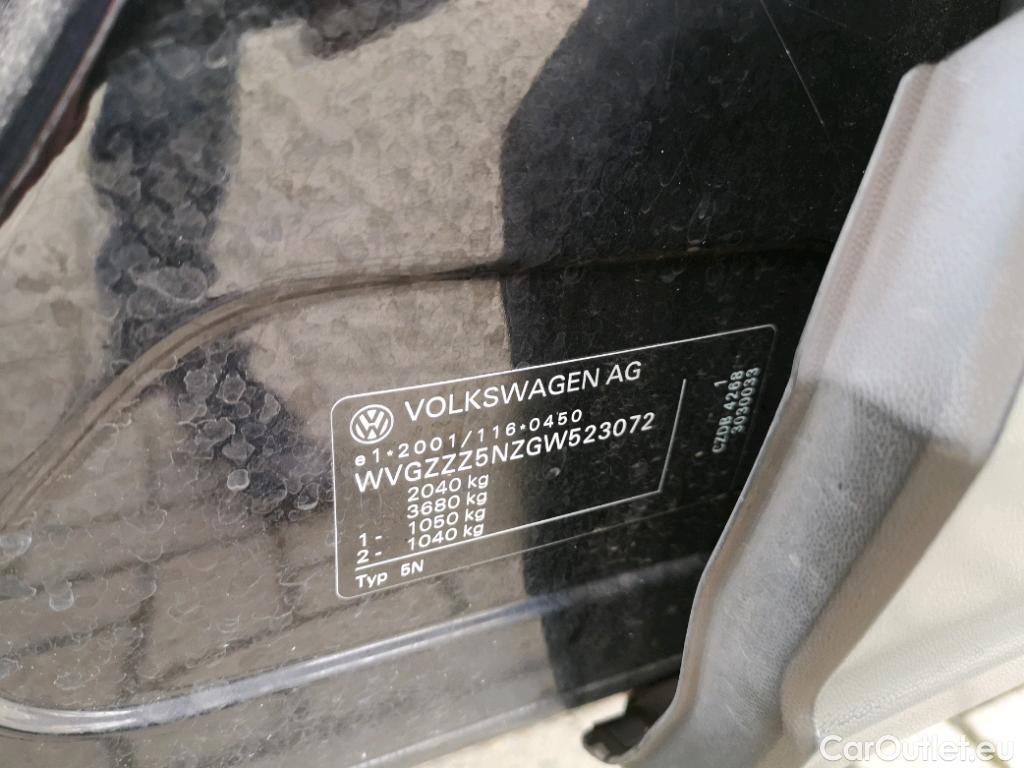 VOLKSWAGEN AG
e1*2001/116*0450
WVGZZZ5NZGW523072
2040 kg
3680 kg
1- 1050 kg
2- 1040 kg
Typ 5N
1
CZDB 4268
3030033
CarOutlet.eu